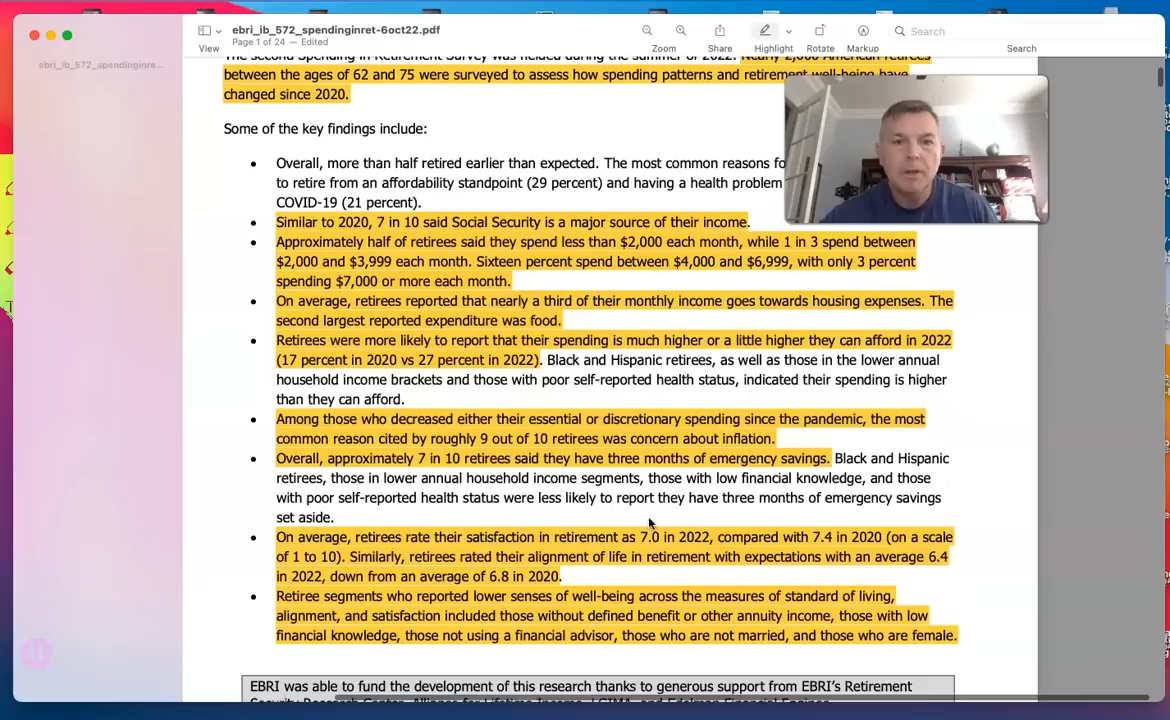 ebri_ib_572_spendinginret-6oct22.pdf
Page 1 of 24 — Edited
View
Zoom
Share
Highlight
Rotate
Markup
Search
Search
ebri_ib_572_spendinginre...
The second Spending in Retirement Survey was fielded during the summer of 2022. Nearly 2,000 American retirees
between the ages of 62 and 75 were surveyed to assess how spending patterns and retirement well-being have
changed since 2020.
Some of the key findings include:
• Overall, more than half retired earlier than expected. The most common reasons fo
to retire from an affordability standpoint (29 percent) and having a health problem
COVID-19 (21 percent).
• Similar to 2020, 7 in 10 said Social Security is a major source of their income.
• Approximately half of retirees said they spend less than $2,000 each month, while 1 in 3 spend between
$2,000 and $3,999 each month. Sixteen percent spend between $4,000 and $6,999, with only 3 percent
spending $7,000 or more each month.
• On average, retirees reported that nearly a third of their monthly income goes towards housing expenses. The
second largest reported expenditure was food.
• Retirees were more likely to report that their spending is much higher or a little higher they can afford in 2022
(17 percent in 2020 vs 27 percent in 2022). Black and Hispanic retirees, as well as those in the lower annual
household income brackets and those with poor self-reported health status, indicated their spending is higher
than they can afford.
• Among those who decreased either their essential or discretionary spending since the pandemic, the most
common reason cited by roughly 9 out of 10 retirees was concern about inflation.
• Overall, approximately 7 in 10 retirees said they have three months of emergency savings. Black and Hispanic
retirees, those in lower annual household income segments, those with low financial knowledge, and those
with poor self-reported health status were less likely to report they have three months of emergency savings
set aside.
• On average, retirees rate their satisfaction in retirement as 7.0 in 2022, compared with 7.4 in 2020 (on a scale
of 1 to 10). Similarly, retirees rated their alignment of life in retirement with expectations with an average 6.4
in 2022, down from an average of 6.8 in 2020.
• Retiree segments who reported lower senses of well-being across the measures of standard of living,
alignment, and satisfaction included those without defined benefit or other annuity income, those with low
financial knowledge, those not using a financial advisor, those who are not married, and those who are female.
EBRI was able to fund the development of this research thanks to generous support from EBRI's Retirement